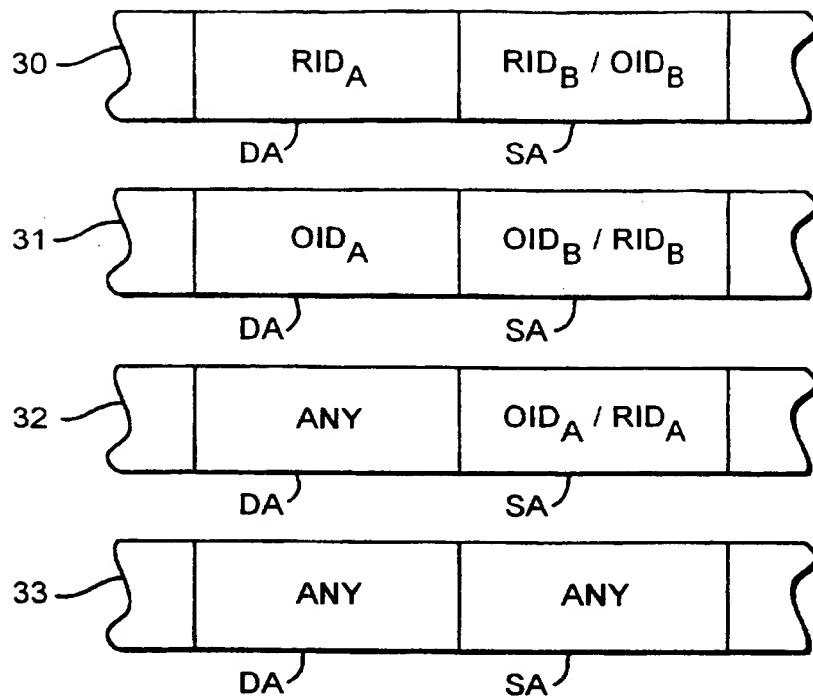 30 RID_A RID_B / OID_B
DA SA
31 OID_A OID_B / RID_B
DA SA
32 ANY OID_A / RID_A
DA SA
33 ANY ANY
DA SA